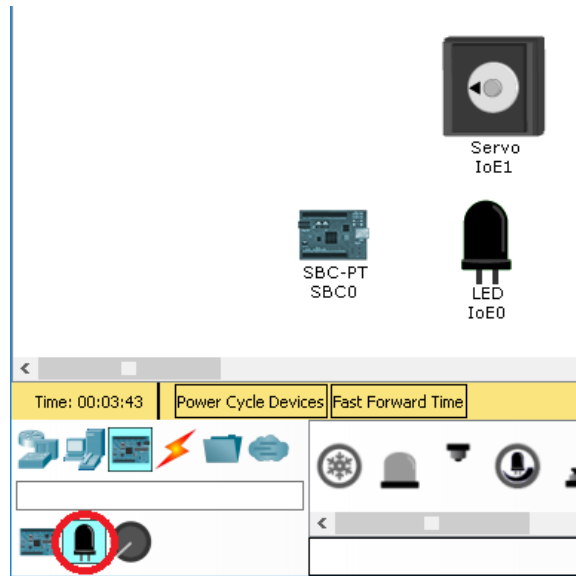 Servo
IoE1
SBC-PT
SBC0
LED
IoE0
Time: 00:03:43 Power Cycle Devices Fast Forward Time